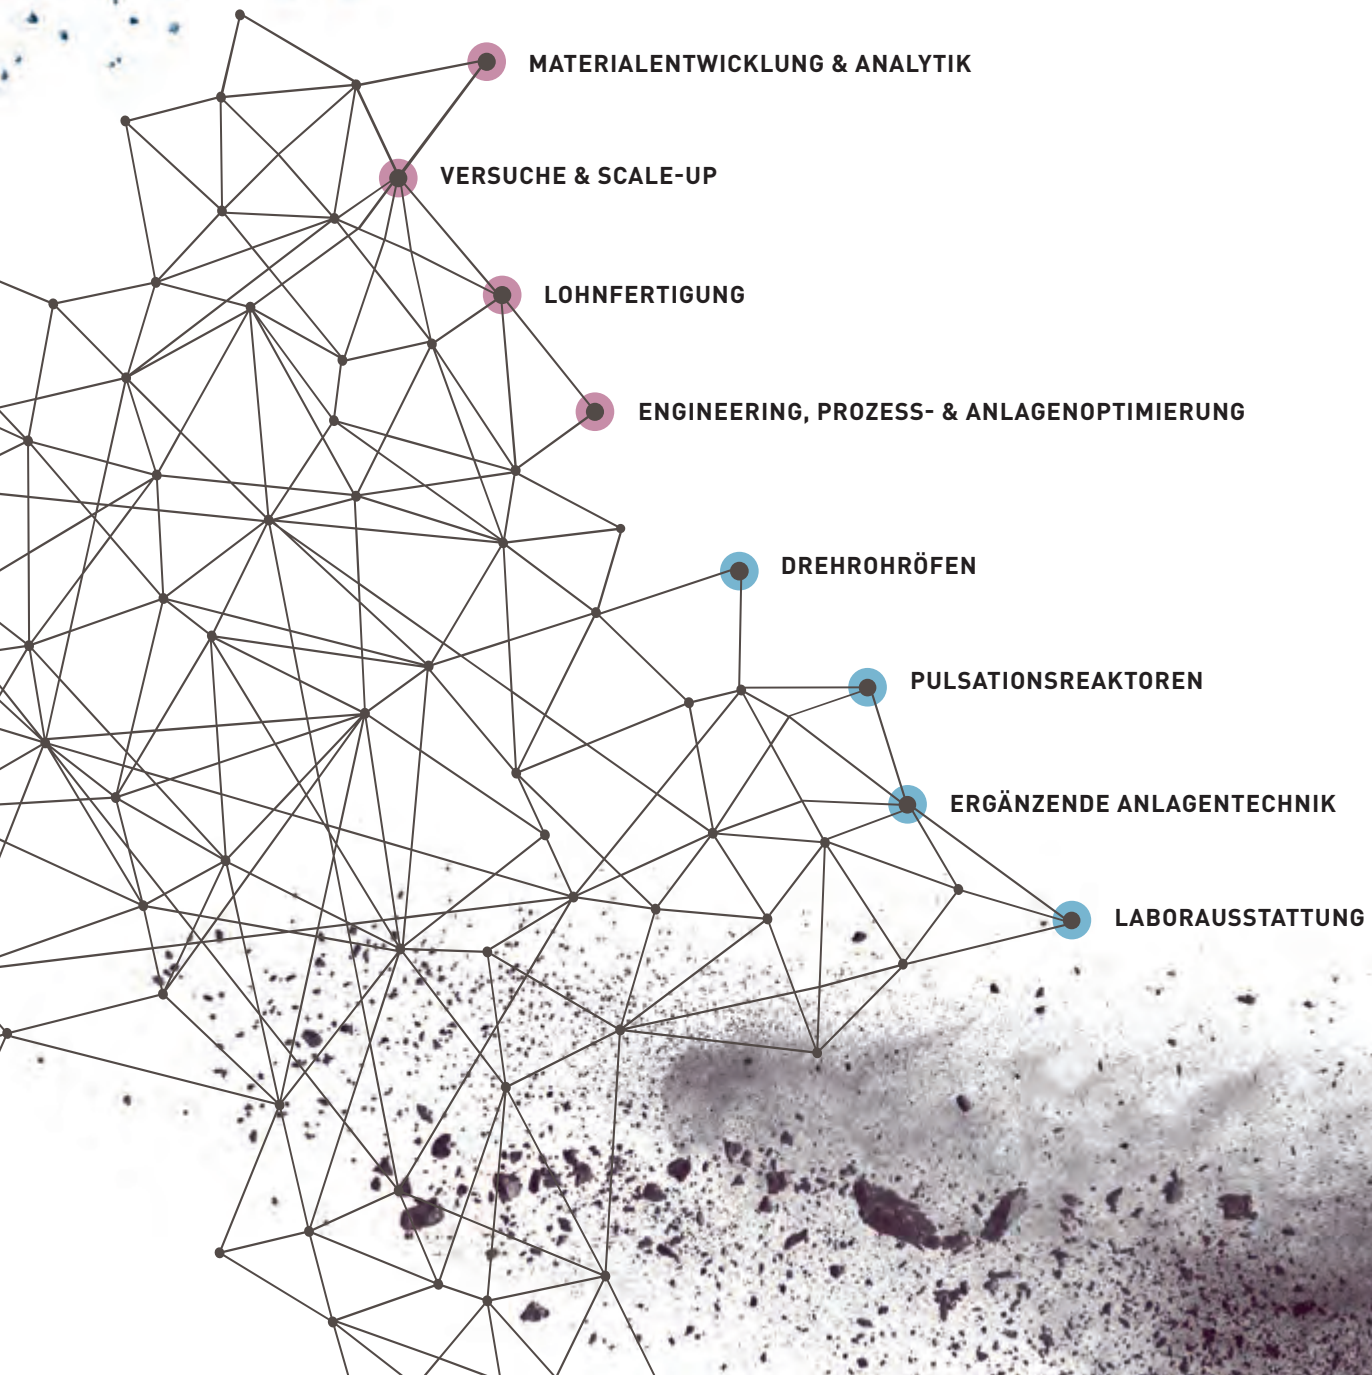 MATERIALENTWICKLUNG & ANALYTIK
VERSUCHE & SCALE-UP
LOHNFERTIGUNG
ENGINEERING, PROZESS- & ANLAGENOPTIMIERUNG
DREHROHRÖFEN
PULSATIONSREAKTOREN
ERGÄNZENDE ANLAGENTECHNIK
LABORAUSSTATTUNG